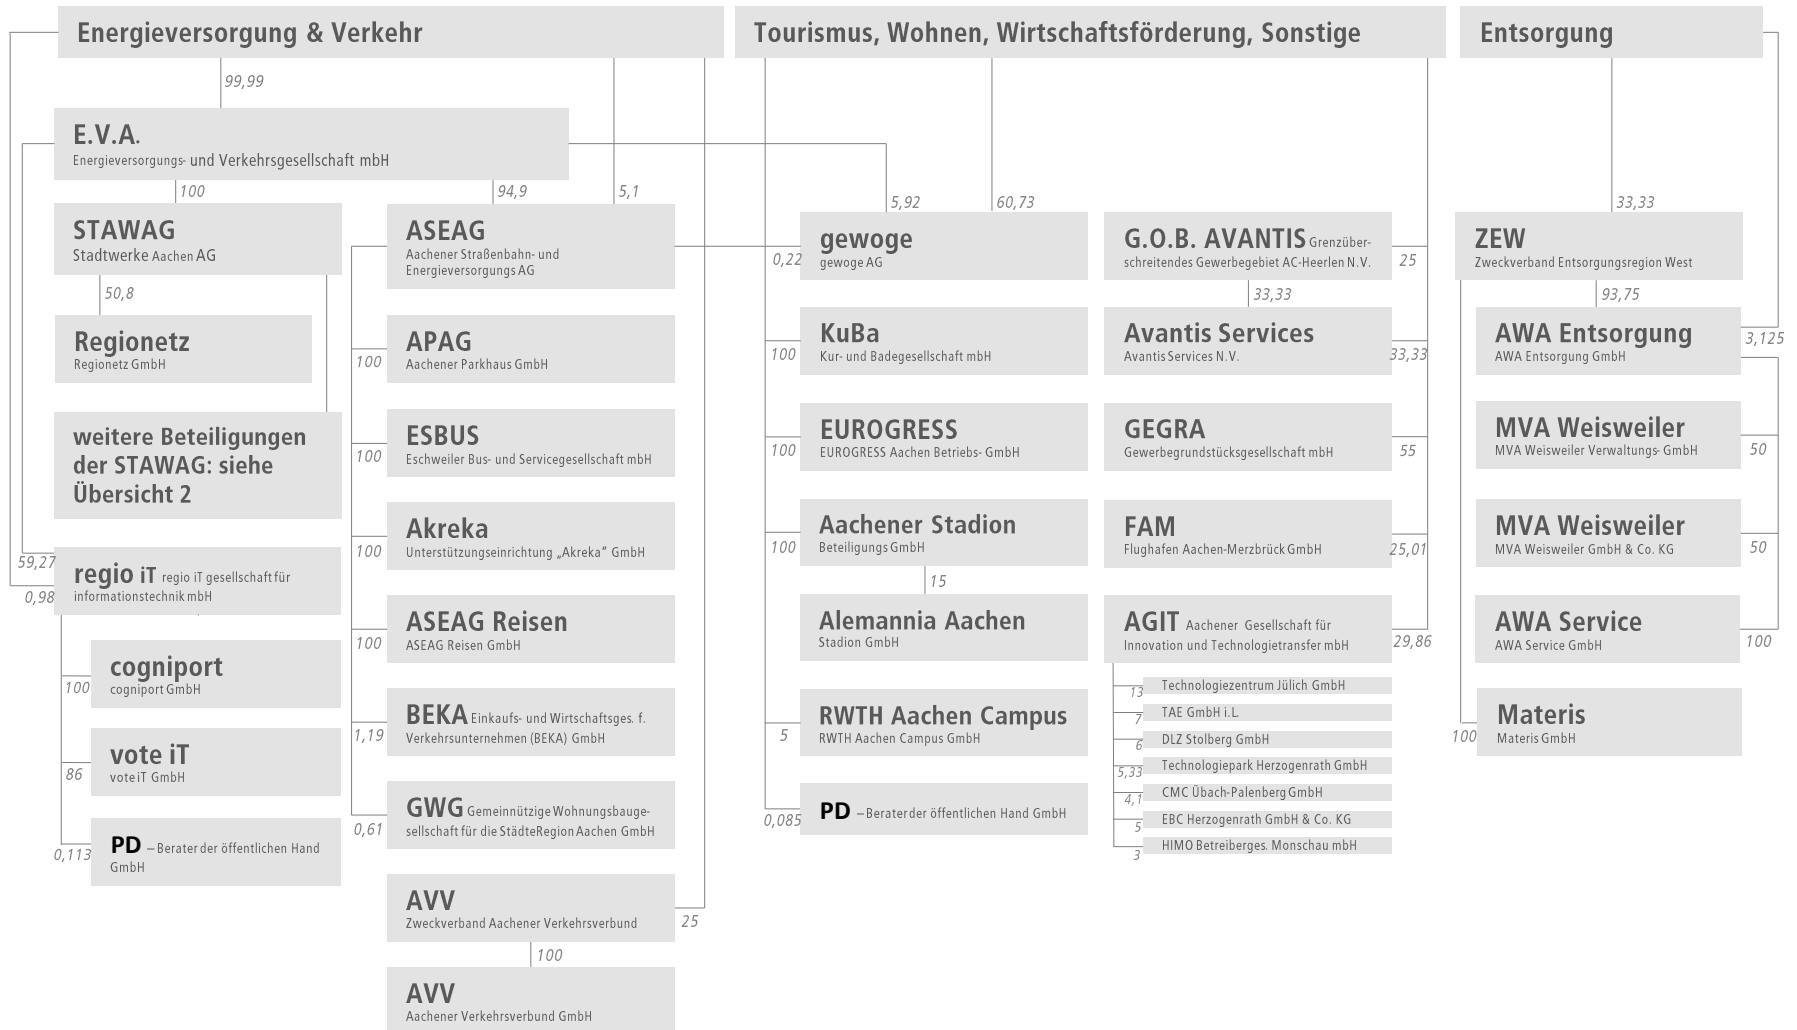 Energieversorgung & Verkehr
99,99
E.V.A.
Energieversorgungs- und Verkehrsgesellschaft mbH
100
94,9
5,1
STAWAG
Stadtwerke Aachen AG
50,8
Regionetz
Regionetz GmbH
weitere Beteiligungen
der STAWAG: siehe
Übersicht 2
59,27
0,98
regio iT regio iT gesellschaft für
informationstechnik mbH
100
cogniport
cogniport GmbH
86
vote iT
vote iT GmbH
0,113
PD – Berater der öffentlichen Hand
GmbH
ASEAG
Aachener Straßenbahn- und
Energieversorgungs AG
100
APAG
Aachener Parkhaus GmbH
100
ESBUS
Eschweiler Bus- und Servicegesellschaft mbH
100
Akreka
Unterstützungseinrichtung „Akreka“ GmbH
100
ASEAG Reisen
ASEAG Reisen GmbH
1,19
BEKA Einkaufs- und Wirtschaftsges. f.
Verkehrsunternehmen (BEKA) GmbH
0,61
GWG Gemeinnützige Wohnungsbauge-
sellschaft für die StädteRegion Aachen GmbH
AVV
Zweckverband Aachener Verkehrsverbund
25
100
AVV
Aachener Verkehrsverbund GmbH
Tourismus, Wohnen, Wirtschaftsförderung, Sonstige
5,92
60,73
0,22
gewoge
gewoge AG
100
KuBa
Kur- und Badegesellschaft mbH
100
EUROGRESS
EUROGRESS Aachen Betriebs- GmbH
100
Aachener Stadion
Beteiligungs GmbH
15
Alemannia Aachen
Stadion GmbH
5
RWTH Aachen Campus
RWTH Aachen Campus GmbH
0,085
PD – Berater der öffentlichen Hand GmbH
G.O.B. AVANTIS Grenzüber-
schreitendes Gewerbegebiet AC-Heerlen N.V.
25
33,33
Avantis Services
Avantis Services N.V.
33,33
GEGRA
Gewerbegrundstücksgesellschaft mbH
55
FAM
Flughafen Aachen-Merzbrück GmbH
25,01
AGIT Aachener Gesellschaft für
Innovation und Technologietransfer mbH
29,86
13 Technologiezentrum Jülich GmbH
7 TAE GmbH i.L.
6 DLZ Stolberg GmbH
5,33 Technologiepark Herzogenrath GmbH
4,1 CMC Übach-Palenberg GmbH
5 EBC Herzogenrath GmbH & Co. KG
3 HIMO Betreiberges. Monschau mbH
Entsorgung
33,33
ZEW
Zweckverband Entsorgungsregion West
93,75
AWA Entsorgung
AWA Entsorgung GmbH
3,125
MVA Weisweiler
MVA Weisweiler Verwaltungs- GmbH
50
MVA Weisweiler
MVA Weisweiler GmbH & Co. KG
50
AWA Service
AWA Service GmbH
100
100
Materis
Materis GmbH